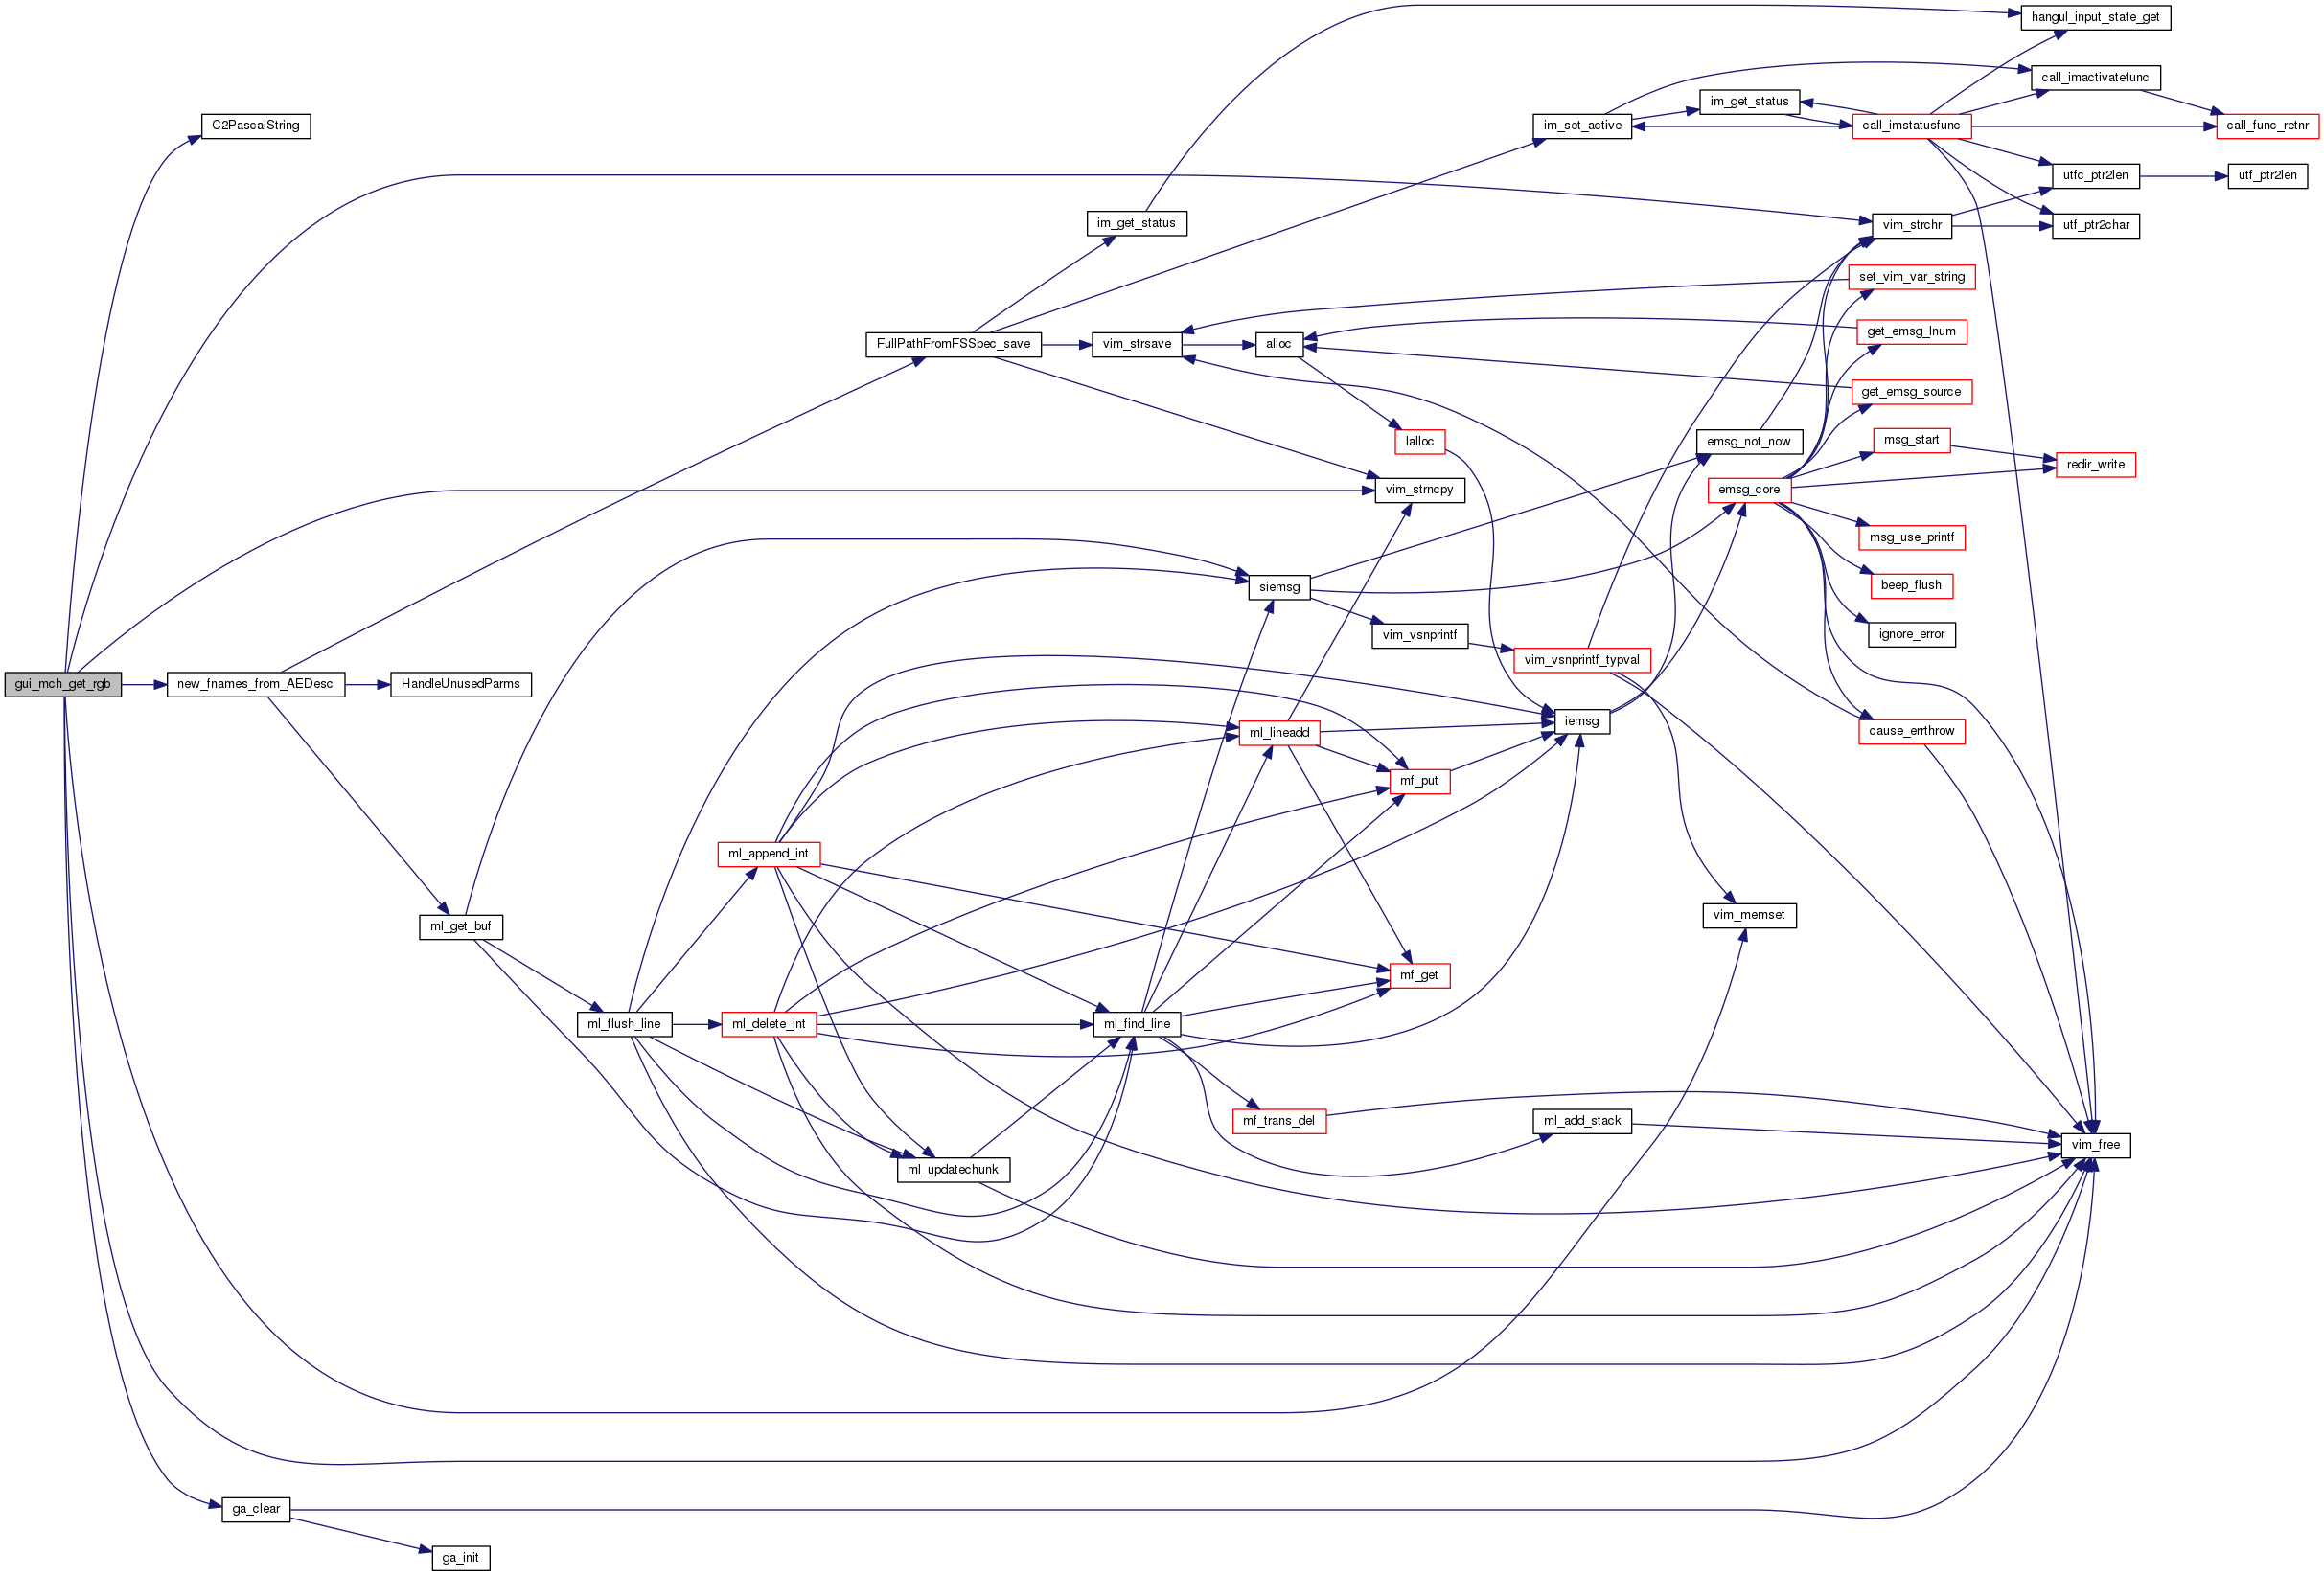 hangul_input_state_get
call_imactivatefunc
im_get_status
C2PascalString
im_set_active
call_imstatusfunc
call_func_retnr
utfc_ptr2len
utf_ptr2len
im_get_status
vim_strchr
utf_ptr2char
set_vim_var_string
FullPathFromFSSpec_save
vim_strsave
alloc
get_emsg_lnum
get_emsg_source
lalloc
emsg_not_now
msg_start
redir_write
vim_strncpy
emsg_core
msg_use_printf
siemsg
beep_flush
vim_vsnprintf
ignore_error
vim_vsnprintf_typval
gui_mch_get_rgb
new_fnames_from_AEDesc
HandleUnusedParms
iemsg
ml_lineadd
cause_errthrow
mf_put
ml_append_int
vim_memset
ml_get_buf
mf_get
ml_flush_line
ml_delete_int
ml_find_line
mf_trans_del
ml_add_stack
vim_free
ml_updatechunk
ga_clear
ga_init